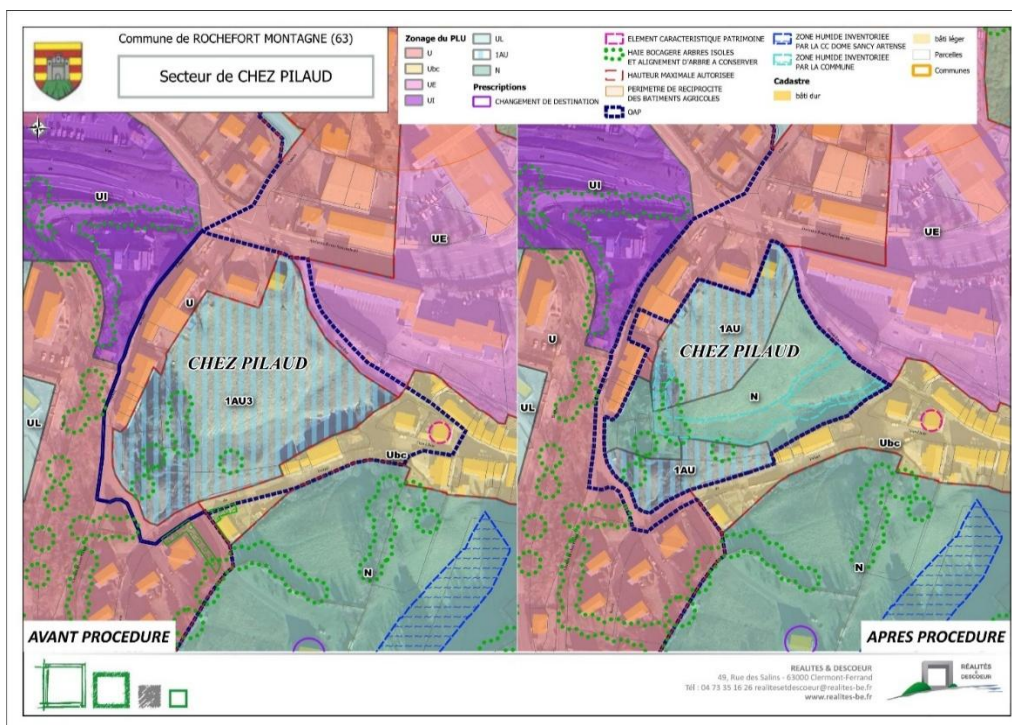 Commune de ROCHEFORT MONTAGNE (63)
Secteur de CHEZ PILAUD
Zonage du PLU
U
Ubc
UE
UI
UL
1AU
N
Prescriptions
CHANGEMENT DE DESTINATION
ELEMENT CARACTERISTIQUE PATRIMOINE
HAIE BOCAGERE ARBRES ISOLES
ET ALIGNEMENT D'ARBRE A CONSERVER
HAUTEUR MAXIMALE AUTORISEE
PERIMETRE DE RECIPROCITE
DES BATIMENTS AGRICOLES
OAP
ZONE HUMIDE INVENTORIEE
PAR LA CC DOME SANCY ARTENSE
ZONE HUMIDE INVENTORIEE
PAR LA COMMUNE
Cadastre
bâti dur
bâti léger
Parcelles
Communes
UI
UE
U
CHEZ PILAUD
1AU3
UL
Ubc
N
AVANT PROCEDURE
UI
UE
U
1AU
CHEZ PILAUD
N
UL
Ubc
1AU
N
APRES PROCEDURE
REALITES & DESCOEUR
49, Rue des Salins - 63000 Clermont-Ferrand
Tél : 04 73 35 16 26 realitesetdescoeur@realites-be.fr
www.realites-be.fr
RÉALITÉS
&
DESCOEUR